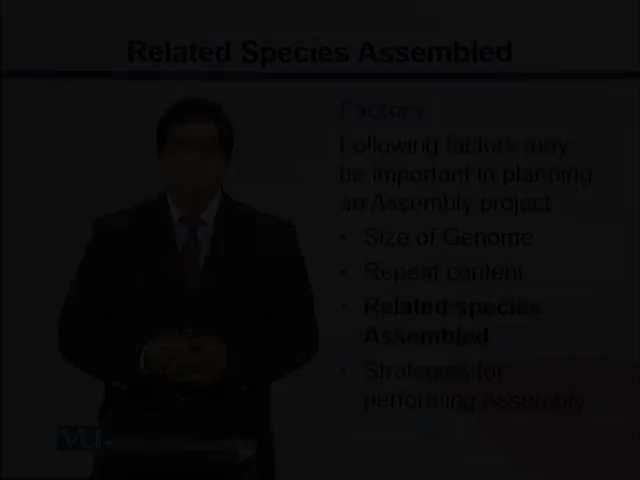 Related Species Assembled
Factors
Following factors may
be important in planning
an Assembly project
• Size of Genome
• Repeat content
• Related species
Assembled
• Strategies for
performing Assembly